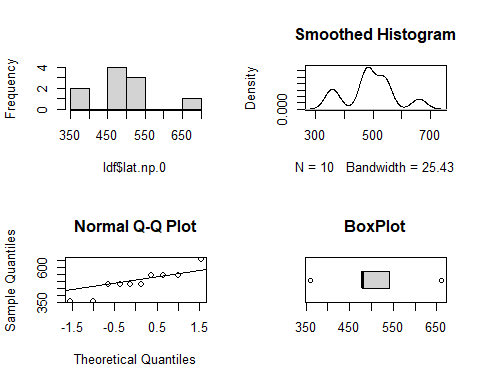 Smoothed Histogram
Frequency
0 2 4
350 450 550 650
ldf$lat.np.0
Density
0.000
300 500 700
N = 10 Bandwidth = 25.43
Normal Q-Q Plot
Sample Quantiles
350 600
-1.5 -0.5 0.5 1.5
Theoretical Quantiles
BoxPlot
350 450 550 650